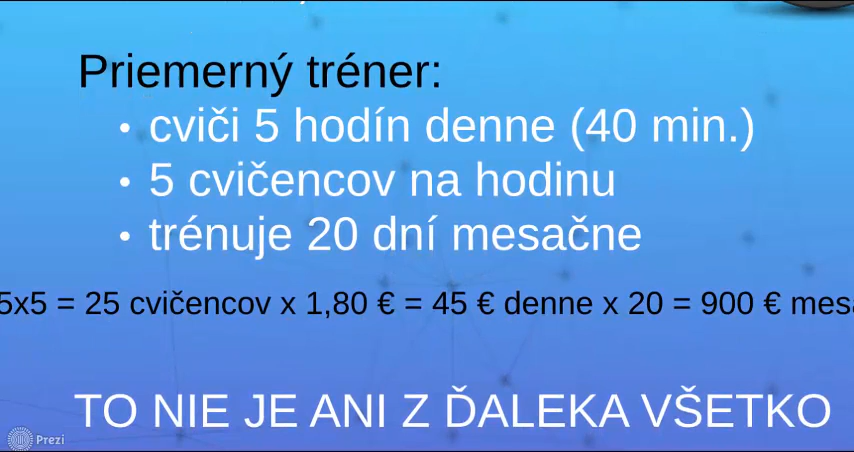 Priemerný tréner:
• cviči 5 hodín denne (40 min.)
• 5 cvičencov na hodinu
• trénuje 20 dní mesačne
5x5 = 25 cvičencov x 1,80 € = 45 € denne x 20 = 900 €
TO NIE JE ANI Z ĎALEKA VŠETKO
Prezi